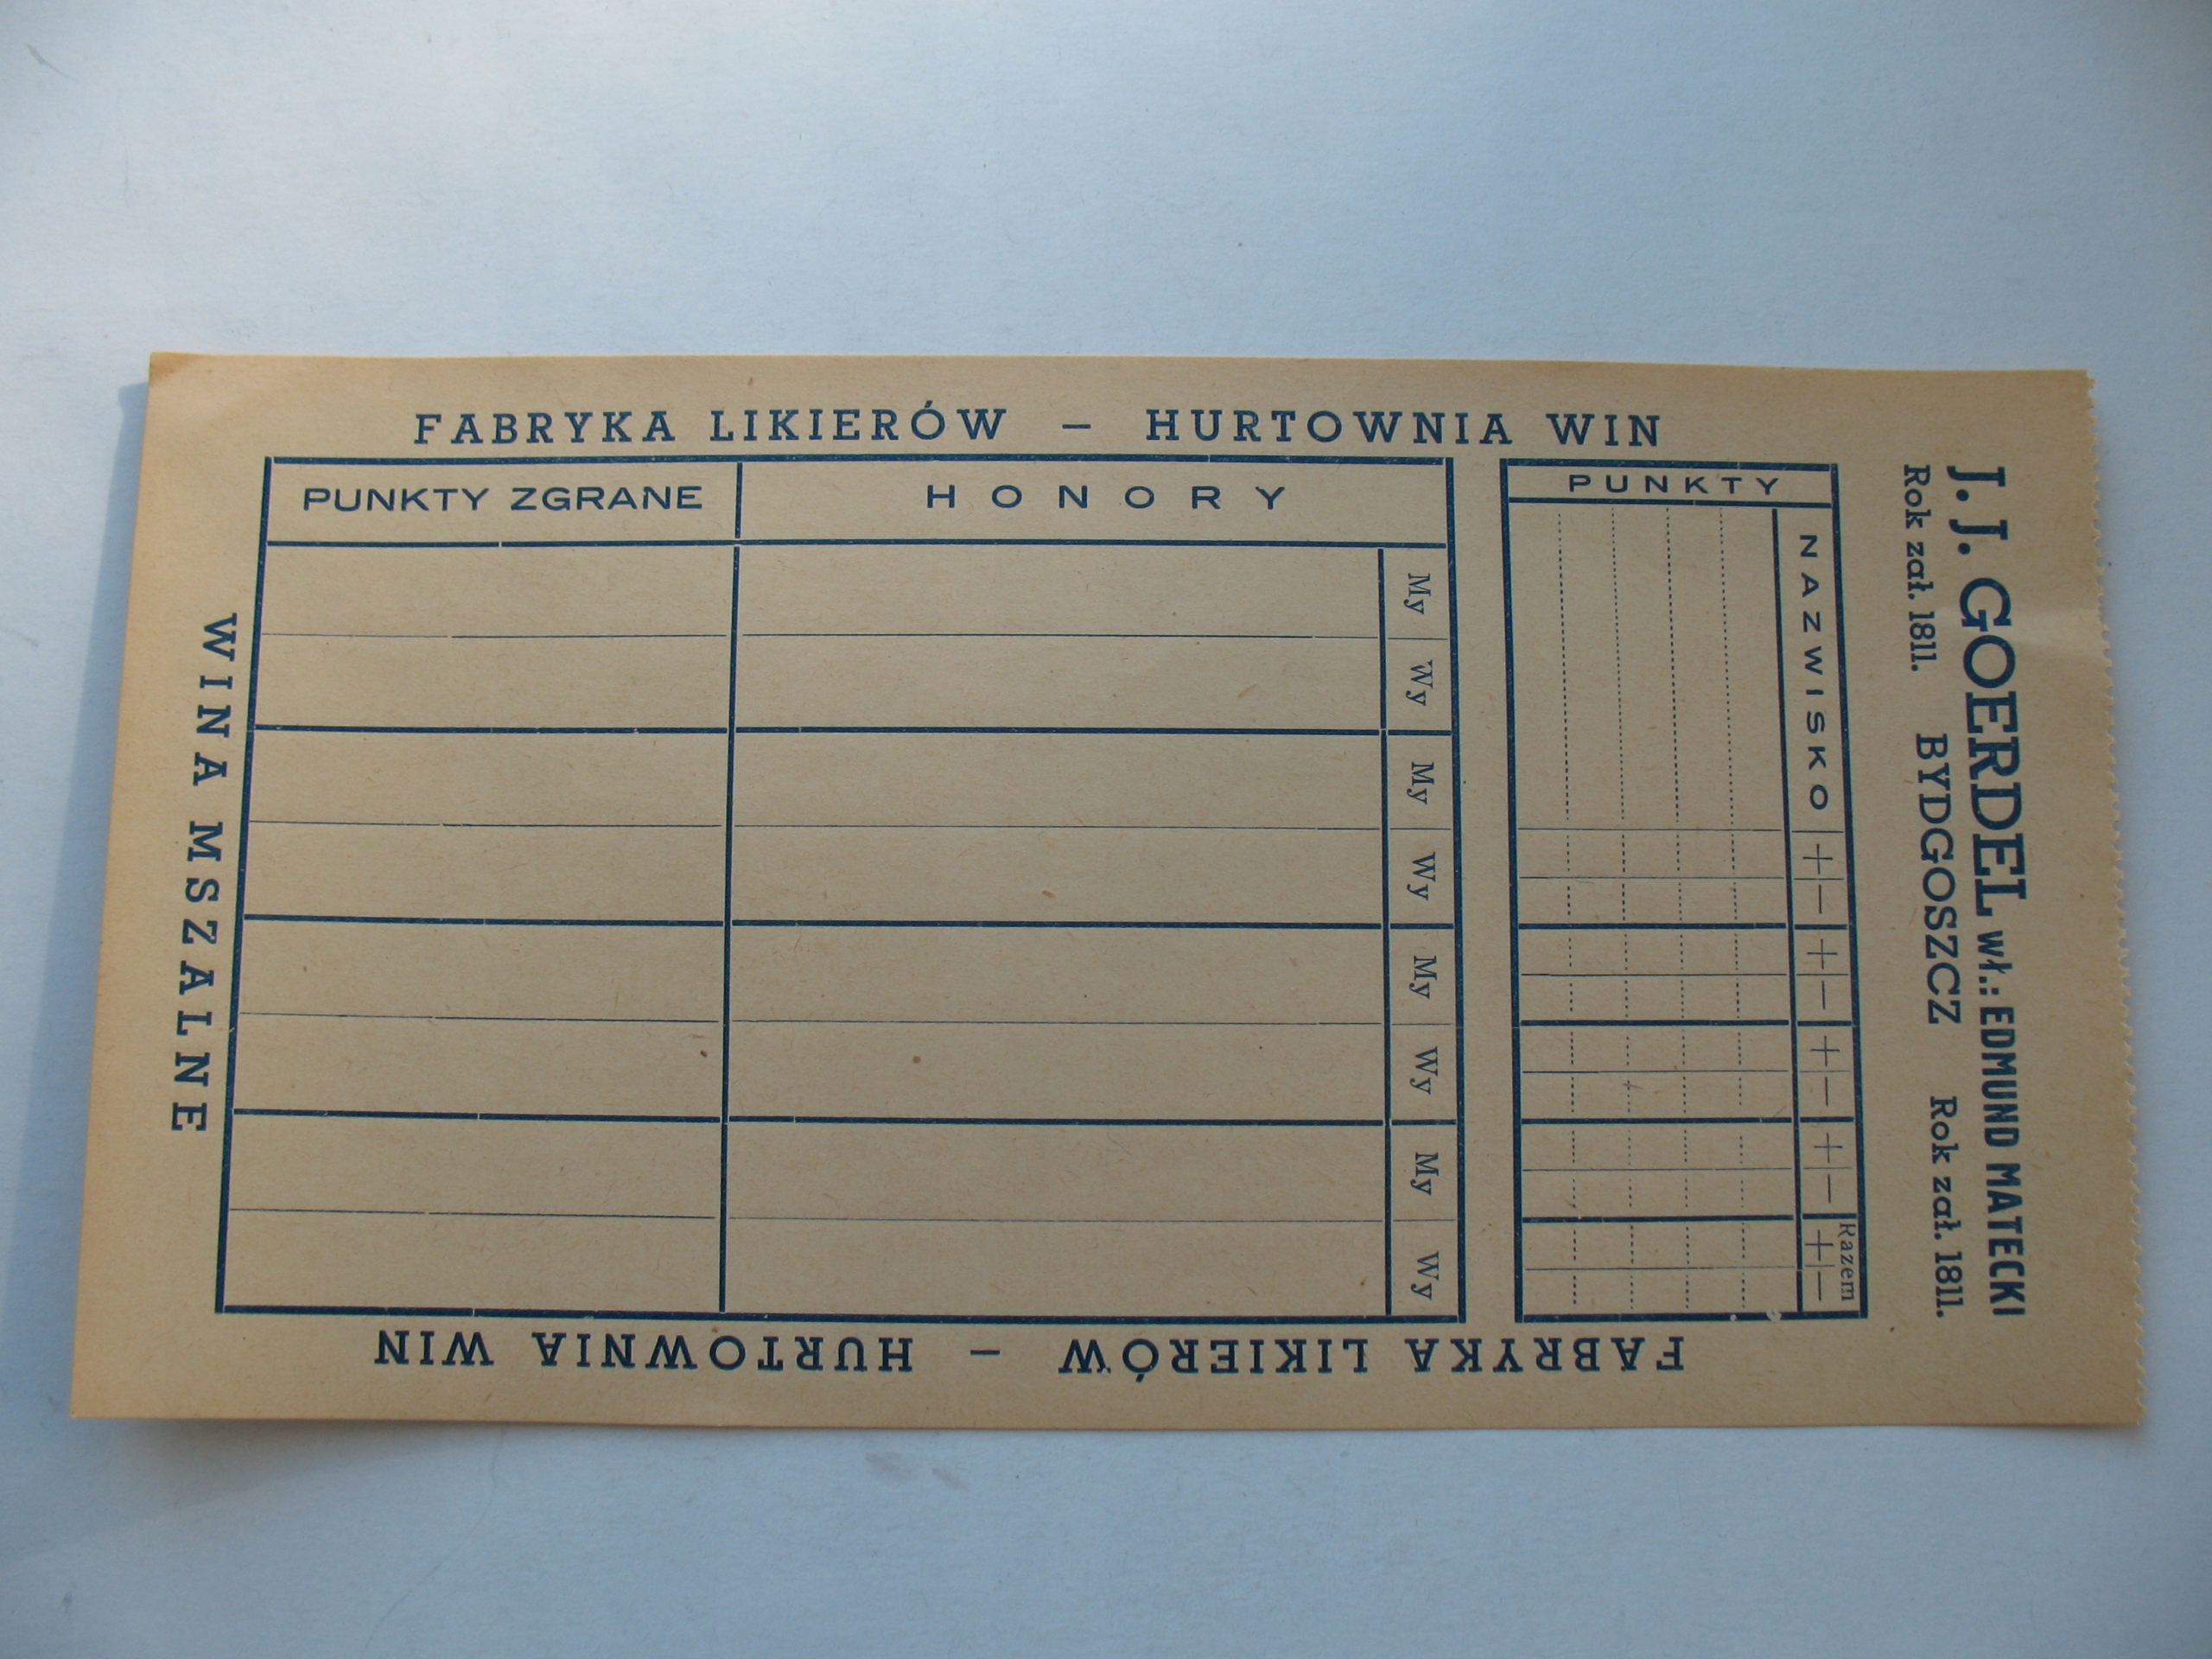 J. J. GOERDEL wł.: EDMUND MATECKI
Rok zał. 1811. BYDGOSZCZ Rok zał. 1811.
FABRYKA LIKIERÓW – HURTOWNIA WIN
PUNKTY
NAZWISKO + – + – + – + – Razem + –
PUNKTY ZGRANE
HONORY
My
Wy
My
Wy
My
Wy
My
Wy
FABRYKA LIKIERÓW – HURTOWNIA WIN
WINA MSZALNE